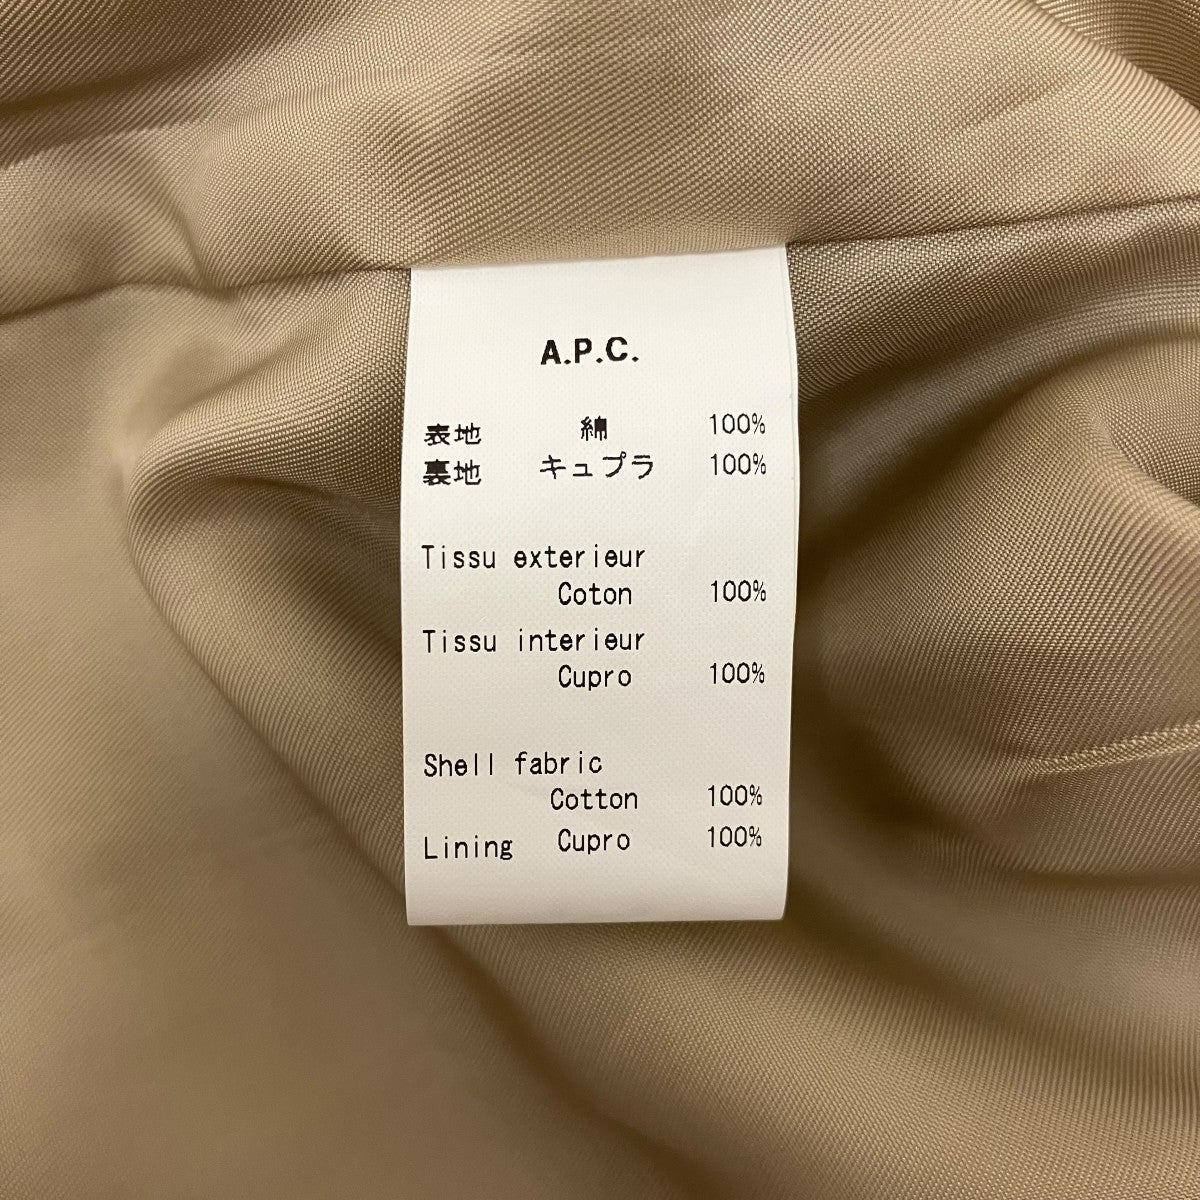 A.P.C.
表地 綿 100%
裏地 キュプラ 100%
Tissu exterieur
Coton 100%
Tissu interieur
Cupro 100%
Shell fabric
Cotton 100%
Lining Cupro 100%